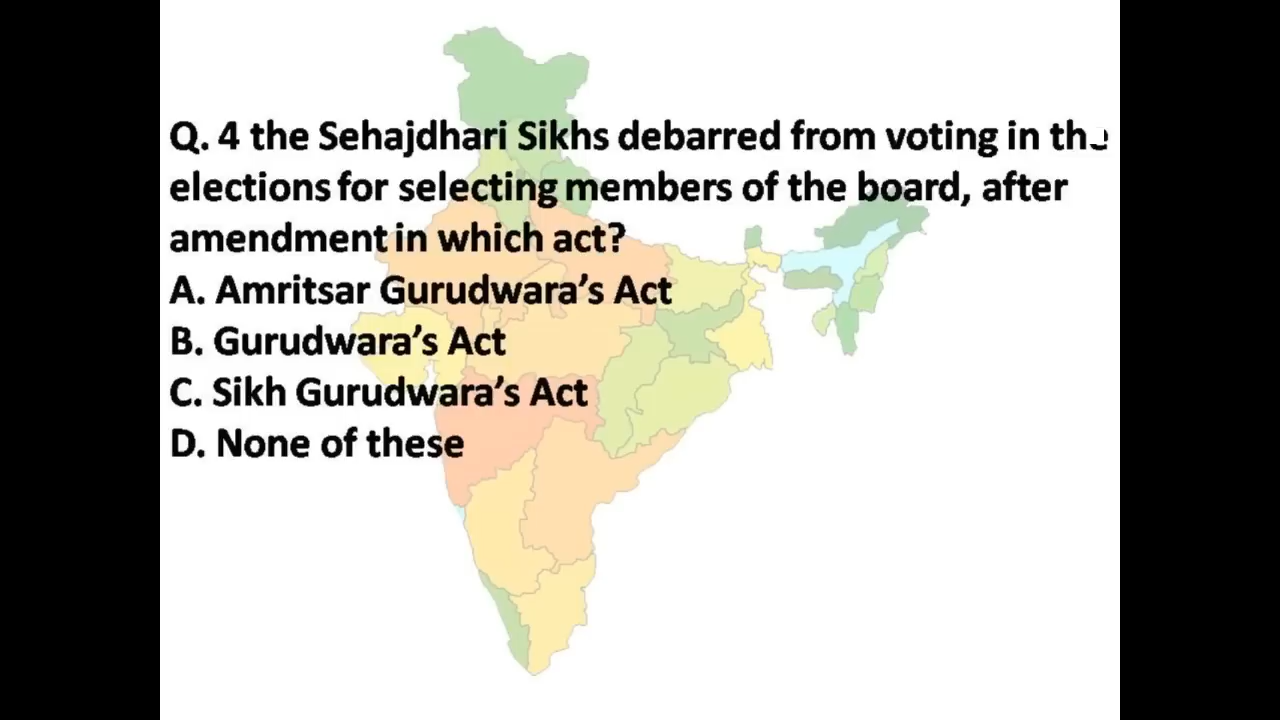 Q. 4 the Sehajdhari Sikhs debarred from voting in the
elections for selecting members of the board, after
amendment in which act?
A. Amritsar Gurudwara's Act
B. Gurudwara's Act
C. Sikh Gurudwara's Act
D. None of these